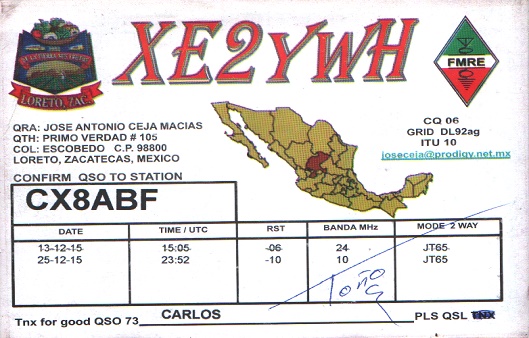 XE2YWH
LORETO, ZAC.
FMRE
QRA: JOSE ANTONIO CEJA MACIAS
QTH: PRIMO VERDAD # 105
COL: ESCOBEDO C.P. 98800
LORETO, ZACATECAS, MEXICO
CQ 06
GRID DL92ag
ITU 10
joseceja@prodigy.net.mx
CONFIRM QSO TO STATION
CX8ABF
DATE TIME / UTC RST BANDA MHz MODE 2 WAY
13-12-15 15:05 -06 24 JT65
25-12-15 23:52 -10 10 JT65
Tnx for good QSO 73 CARLOS PLS QSL TNX